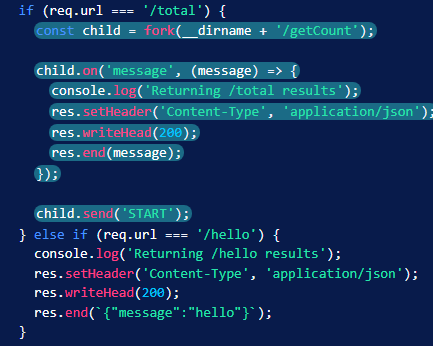 if (req.url === '/total') {
const child = fork(__dirname + '/getCount');
child.on('message', (message) => {
console.log('Returning /total results');
res.setHeader('Content-Type', 'application/json');
res.writeHead(200);
res.end(message);
});
child.send('START');
} else if (req.url === '/hello') {
console.log('Returning /hello results');
res.setHeader('Content-Type', 'application/json');
res.writeHead(200);
res.end(`{"message":"hello"}`);
}